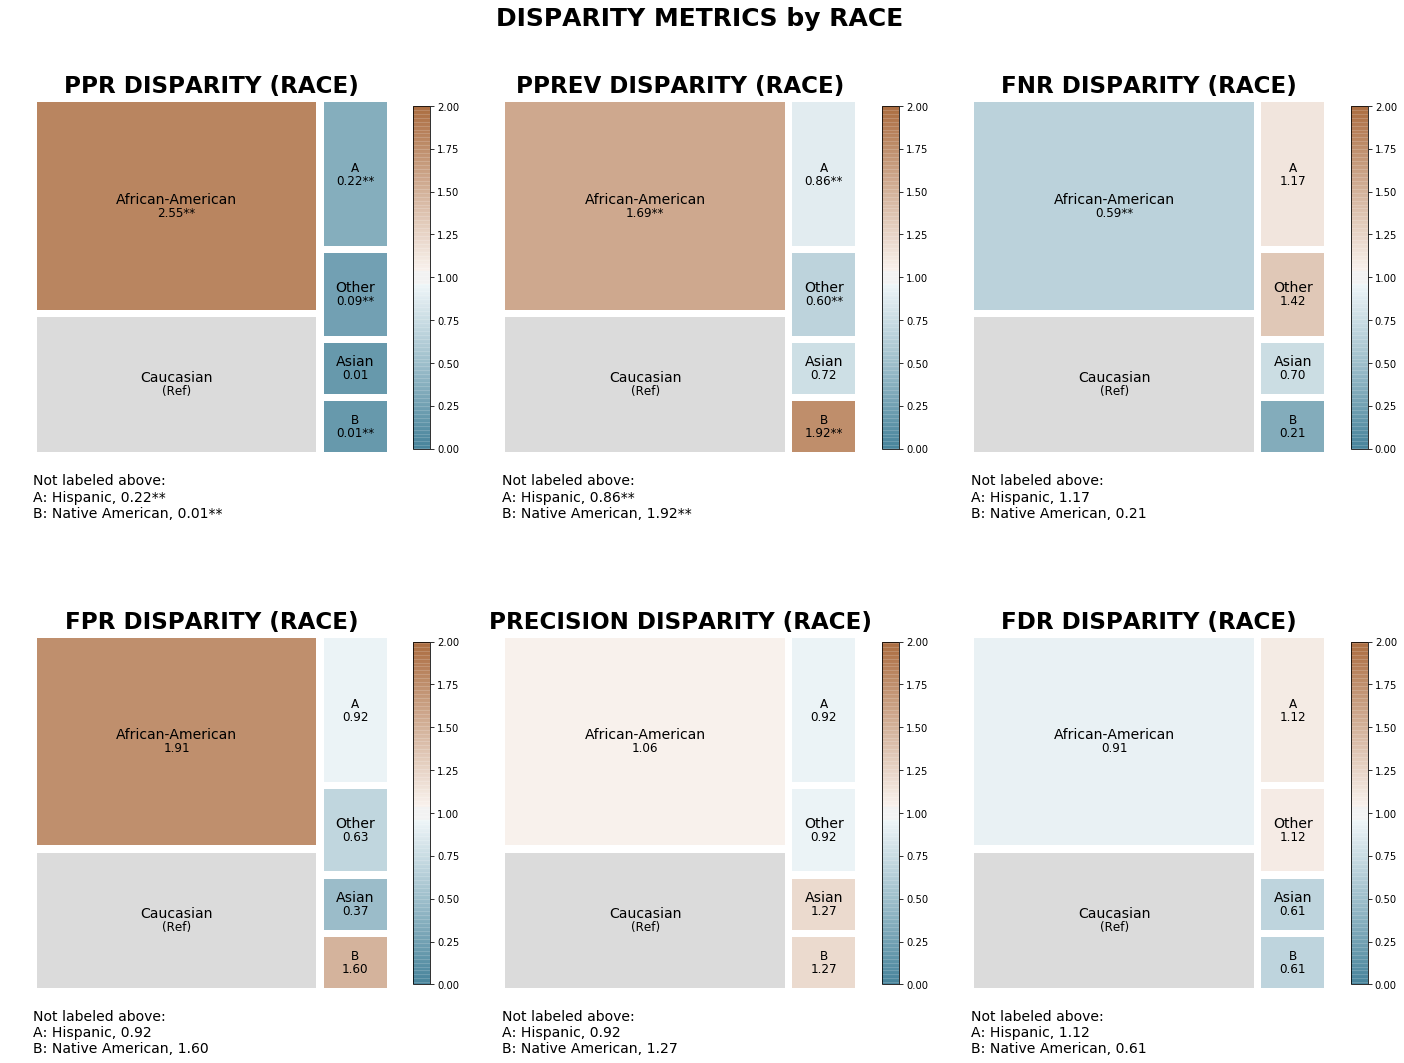 DISPARITY METRICS by RACE
PPR DISPARITY (RACE)
African-American
2.55**
Caucasian
(Ref)
A
0.22**
Other
0.09**
Asian
0.01
B
0.01**
2.00
1.75
1.50
1.25
1.00
0.75
0.50
0.25
0.00
Not labeled above:
A: Hispanic, 0.22**
B: Native American, 0.01**
PPREV DISPARITY (RACE)
African-American
1.69**
Caucasian
(Ref)
A
0.86**
Other
0.60**
Asian
0.72
B
1.92**
2.00
1.75
1.50
1.25
1.00
0.75
0.50
0.25
0.00
Not labeled above:
A: Hispanic, 0.86**
B: Native American, 1.92**
FNR DISPARITY (RACE)
African-American
0.59**
Caucasian
(Ref)
A
1.17
Other
1.42
Asian
0.70
B
0.21
2.00
1.75
1.50
1.25
1.00
0.75
0.50
0.25
0.00
Not labeled above:
A: Hispanic, 1.17
B: Native American, 0.21
FPR DISPARITY (RACE)
African-American
1.91
Caucasian
(Ref)
A
0.92
Other
0.63
Asian
0.37
B
1.60
2.00
1.75
1.50
1.25
1.00
0.75
0.50
0.25
0.00
Not labeled above:
A: Hispanic, 0.92
B: Native American, 1.60
PRECISION DISPARITY (RACE)
African-American
1.06
Caucasian
(Ref)
A
0.92
Other
0.92
Asian
1.27
B
1.27
2.00
1.75
1.50
1.25
1.00
0.75
0.50
0.25
0.00
Not labeled above:
A: Hispanic, 0.92
B: Native American, 1.27
FDR DISPARITY (RACE)
African-American
0.91
Caucasian
(Ref)
A
1.12
Other
1.12
Asian
0.61
B
0.61
2.00
1.75
1.50
1.25
1.00
0.75
0.50
0.25
0.00
Not labeled above:
A: Hispanic, 1.12
B: Native American, 0.61